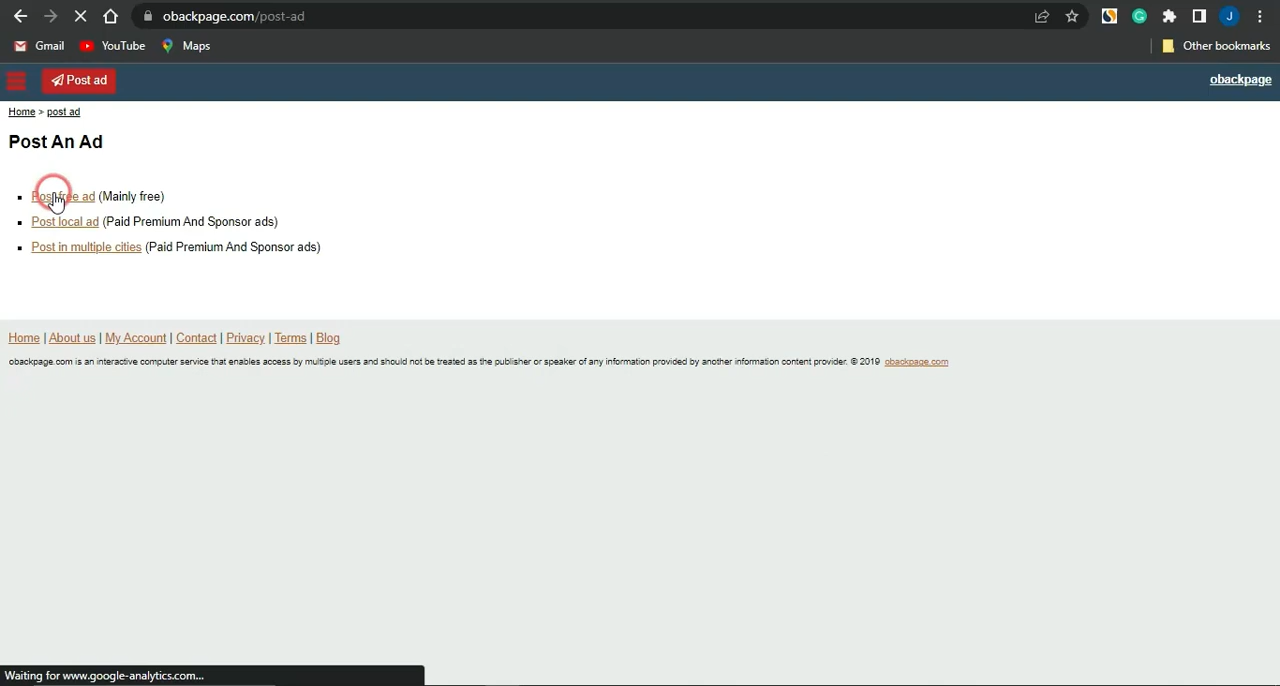 obackpage.com/post-ad
J
Gmail YouTube Maps Other bookmarks
Post ad obackpage
Home > post ad
Post An Ad
Post free ad (Mainly free)
Post local ad (Paid Premium And Sponsor ads)
Post in multiple cities (Paid Premium And Sponsor ads)
Home | About us | My Account | Contact | Privacy | Terms | Blog
obackpage.com is an interactive computer service that enables access by multiple users and should not be treated as the publisher or speaker of any information provided by another information content provider. © 2019 obackpage.com
Waiting for www.google-analytics.com...